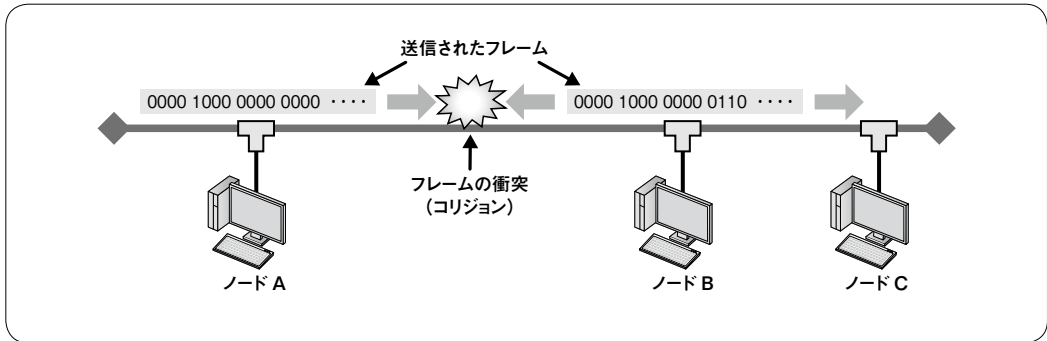 送信されたフレーム
0000 1000 0000 0000 ････
0000 1000 0000 0110 ････
フレームの衝突
(コリジョン)
ノード A
ノード B
ノード C